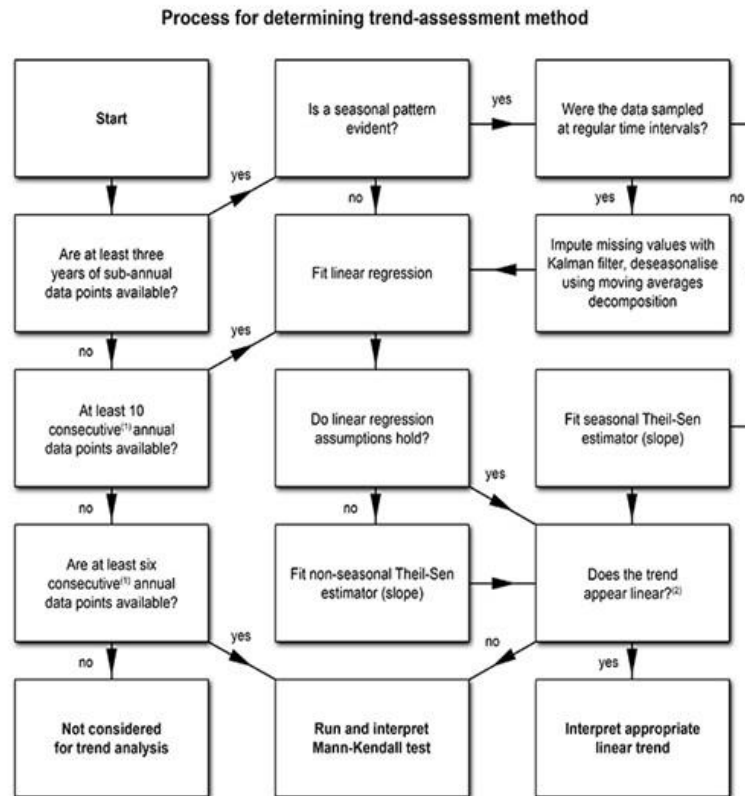 Process for determining trend-assessment method
Start
Is a seasonal pattern
evident?
yes
Were the data sampled
at regular time intervals?
yes
no
yes
no
Are at least three
years of sub-annual
data points available?
Fit linear regression
Impute missing values with
Kalman filter, deseasonalise
using moving averages
decomposition
no
yes
At least 10
consecutive(1) annual
data points available?
Do linear regression
assumptions hold?
Fit seasonal Theil-Sen
estimator (slope)
no
no
yes
Are at least six
consecutive(1) annual
data points available?
Fit non-seasonal Theil-Sen
estimator (slope)
Does the trend
appear linear?(2)
no
yes
no
yes
Not considered
for trend analysis
Run and interpret
Mann-Kendall test
Interpret appropriate
linear trend